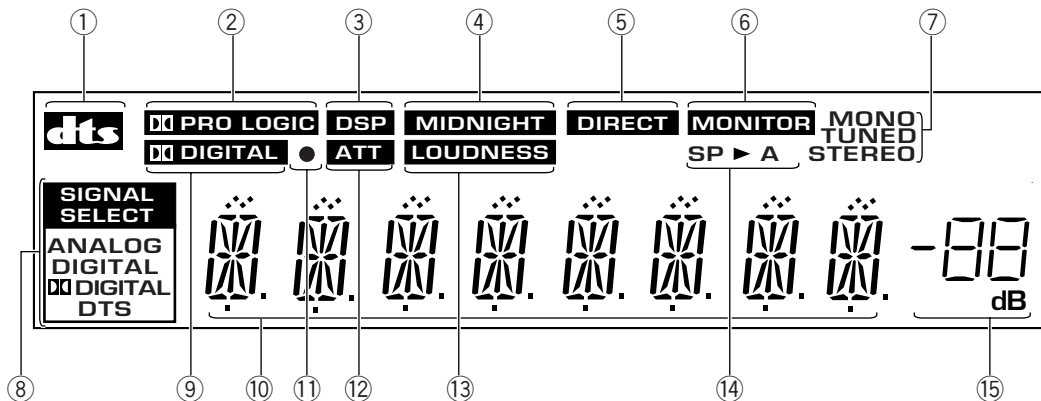 ① ② ③ ④ ⑤ ⑥ ⑦
dts PRO LOGIC DSP MIDNIGHT DIRECT MONITOR MONO
TUNED
DIGITAL ● ATT LOUDNESS SP ► A STEREO
SIGNAL
SELECT
ANALOG
DIGITAL
DIGITAL
DTS
-88
dB
⑧ ⑨ ⑩ ⑪ ⑫ ⑬ ⑭ ⑮